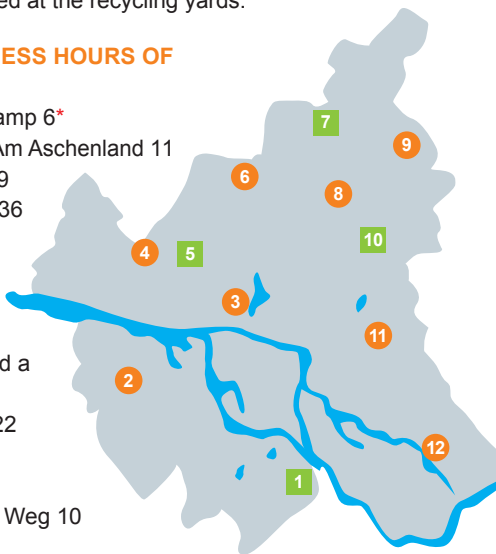 ed at the recycling yards.
ESS HOURS OF
amp 6*
Am Aschenland 11
9
36
d a
22
Weg 10
7
9
6
8
10
4
5
3
11
2
12
1